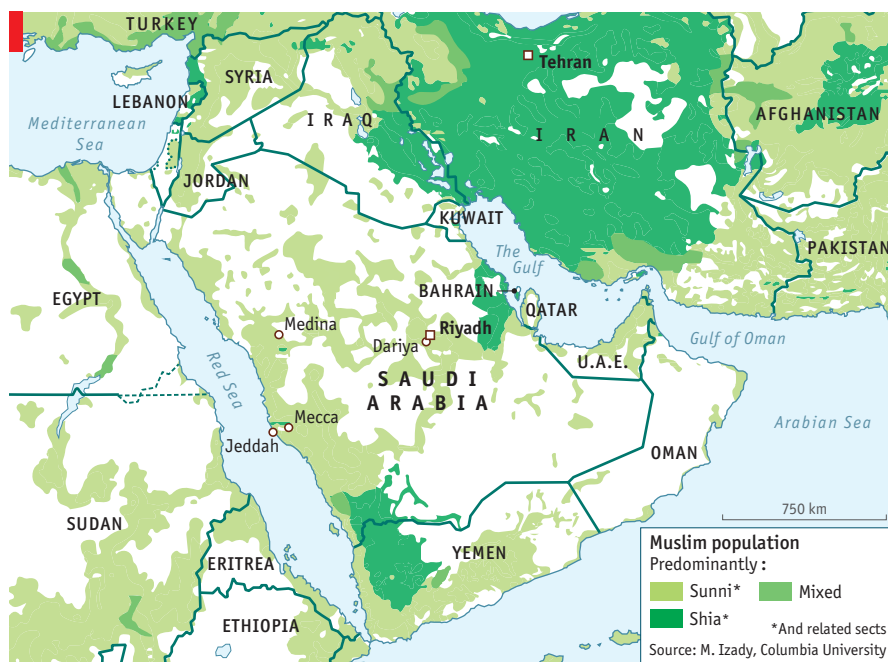 TURKEY
Tehran
SYRIA
LEBANON
Mediterranean
Sea
IRAQ
IRAN
AFGHANISTAN
JORDAN
KUWAIT
PAKISTAN
The
Gulf
BAHRAIN
QATAR
EGYPT
Medina
Riyadh
Dariya
Gulf of Oman
U.A.E.
Red Sea
SAUDI
ARABIA
Mecca
Jeddah
Arabian Sea
OMAN
SUDAN
750 km
YEMEN
ERITREA
ETHIOPIA
Muslim population
Predominantly :
Sunni* Mixed
Shia*
*And related sects
Source: M. Izady, Columbia University